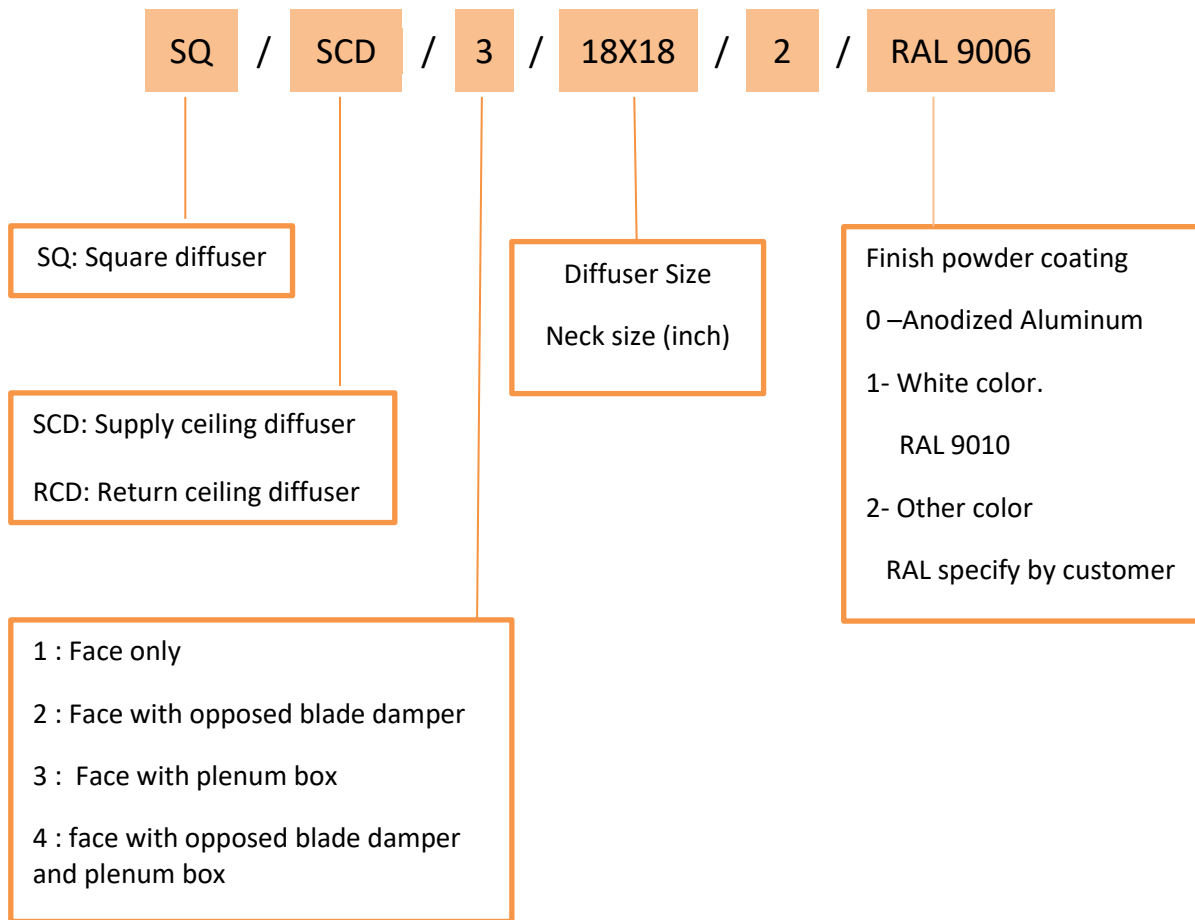 SQ / SCD / 3 / 18X18 / 2 / RAL 9006
SQ: Square diffuser
SCD: Supply ceiling diffuser
RCD: Return ceiling diffuser
1 : Face only
2 : Face with opposed blade damper
3 : Face with plenum box
4 : face with opposed blade damper
and plenum box
Diffuser Size
Neck size (inch)
Finish powder coating
0 –Anodized Aluminum
1- White color.
RAL 9010
2- Other color
RAL specify by customer